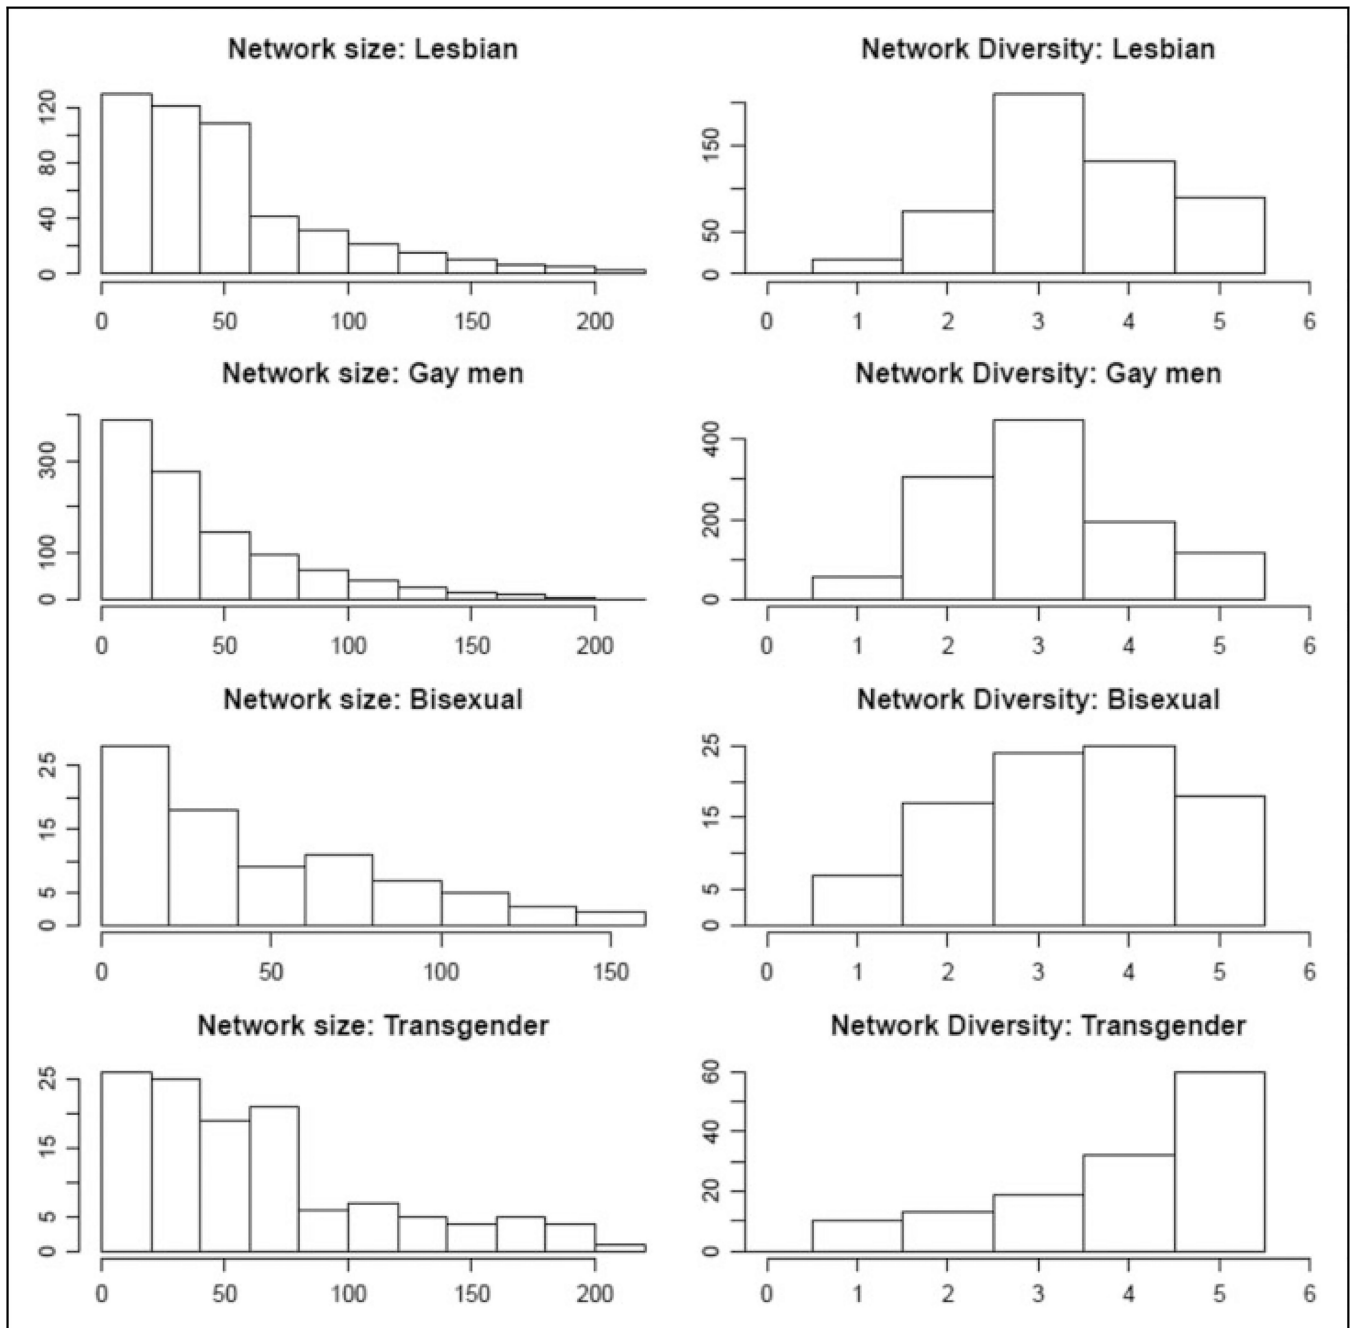 Network size: Lesbian
120
80
40
0
0 50 100 150 200
Network Diversity: Lesbian
150
50
0
0 1 2 3 4 5 6
Network size: Gay men
300
100
0
0 50 100 150 200
Network Diversity: Gay men
400
200
0
0 1 2 3 4 5 6
Network size: Bisexual
25
15
5
0
0 50 100 150
Network Diversity: Bisexual
25
15
5
0
0 1 2 3 4 5 6
Network size: Transgender
25
15
5
0
0 50 100 150 200
Network Diversity: Transgender
60
40
20
0
0 1 2 3 4 5 6